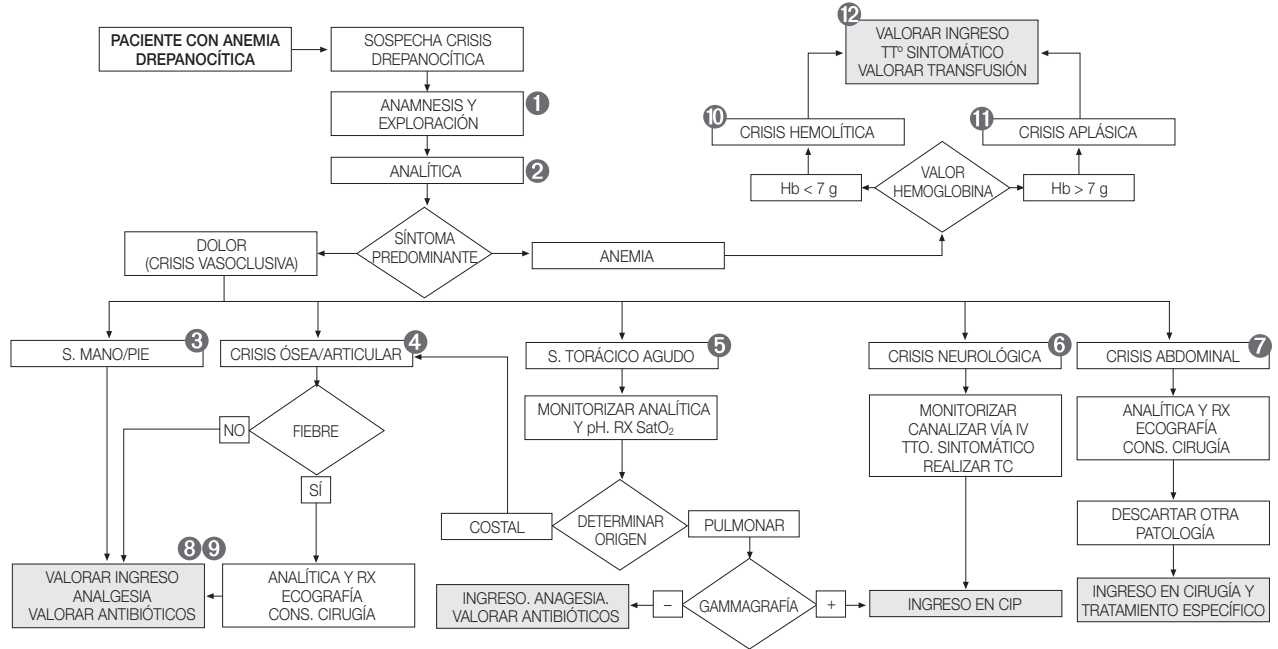 PACIENTE CON ANEMIA
DREPANOCÍTICA
SOSPECHA CRISIS
DREPANOCÍTICA
1
ANAMNESIS Y
EXPLORACIÓN
2
ANALÍTICA
SÍNTOMA
PREDOMINANTE
DOLOR
(CRISIS VASOCLUSIVA)
ANEMIA
12
VALORAR INGRESO
TTº SINTOMÁTICO
VALORAR TRANSFUSIÓN
10
CRISIS HEMOLÍTICA
11
CRISIS APLÁSICA
Hb < 7 g
VALOR
HEMOGLOBINA
Hb > 7 g
3
S. MANO/PIE
4
CRISIS ÓSEA/ARTICULAR
5
S. TORÁCICO AGUDO
6
CRISIS NEUROLÓGICA
7
CRISIS ABDOMINAL
NO
FIEBRE
SÍ
MONITORIZAR ANALÍTICA
Y pH. RX SatO₂
MONITORIZAR
CANALIZAR VÍA IV
TTO. SINTOMÁTICO
REALIZAR TC
ANALÍTICA Y RX
ECOGRAFÍA
CONS. CIRUGÍA
COSTAL
DETERMINAR
ORIGEN
PULMONAR
DESCARTAR OTRA
PATOLOGÍA
8 9
VALORAR INGRESO
ANALGESIA
VALORAR ANTIBIÓTICOS
ANALÍTICA Y RX
ECOGRAFÍA
CONS. CIRUGÍA
INGRESO. ANAGESIA.
VALORAR ANTIBIÓTICOS
–
GAMMAGRAFÍA
+
INGRESO EN CIP
INGRESO EN CIRUGÍA Y
TRATAMIENTO ESPECÍFICO